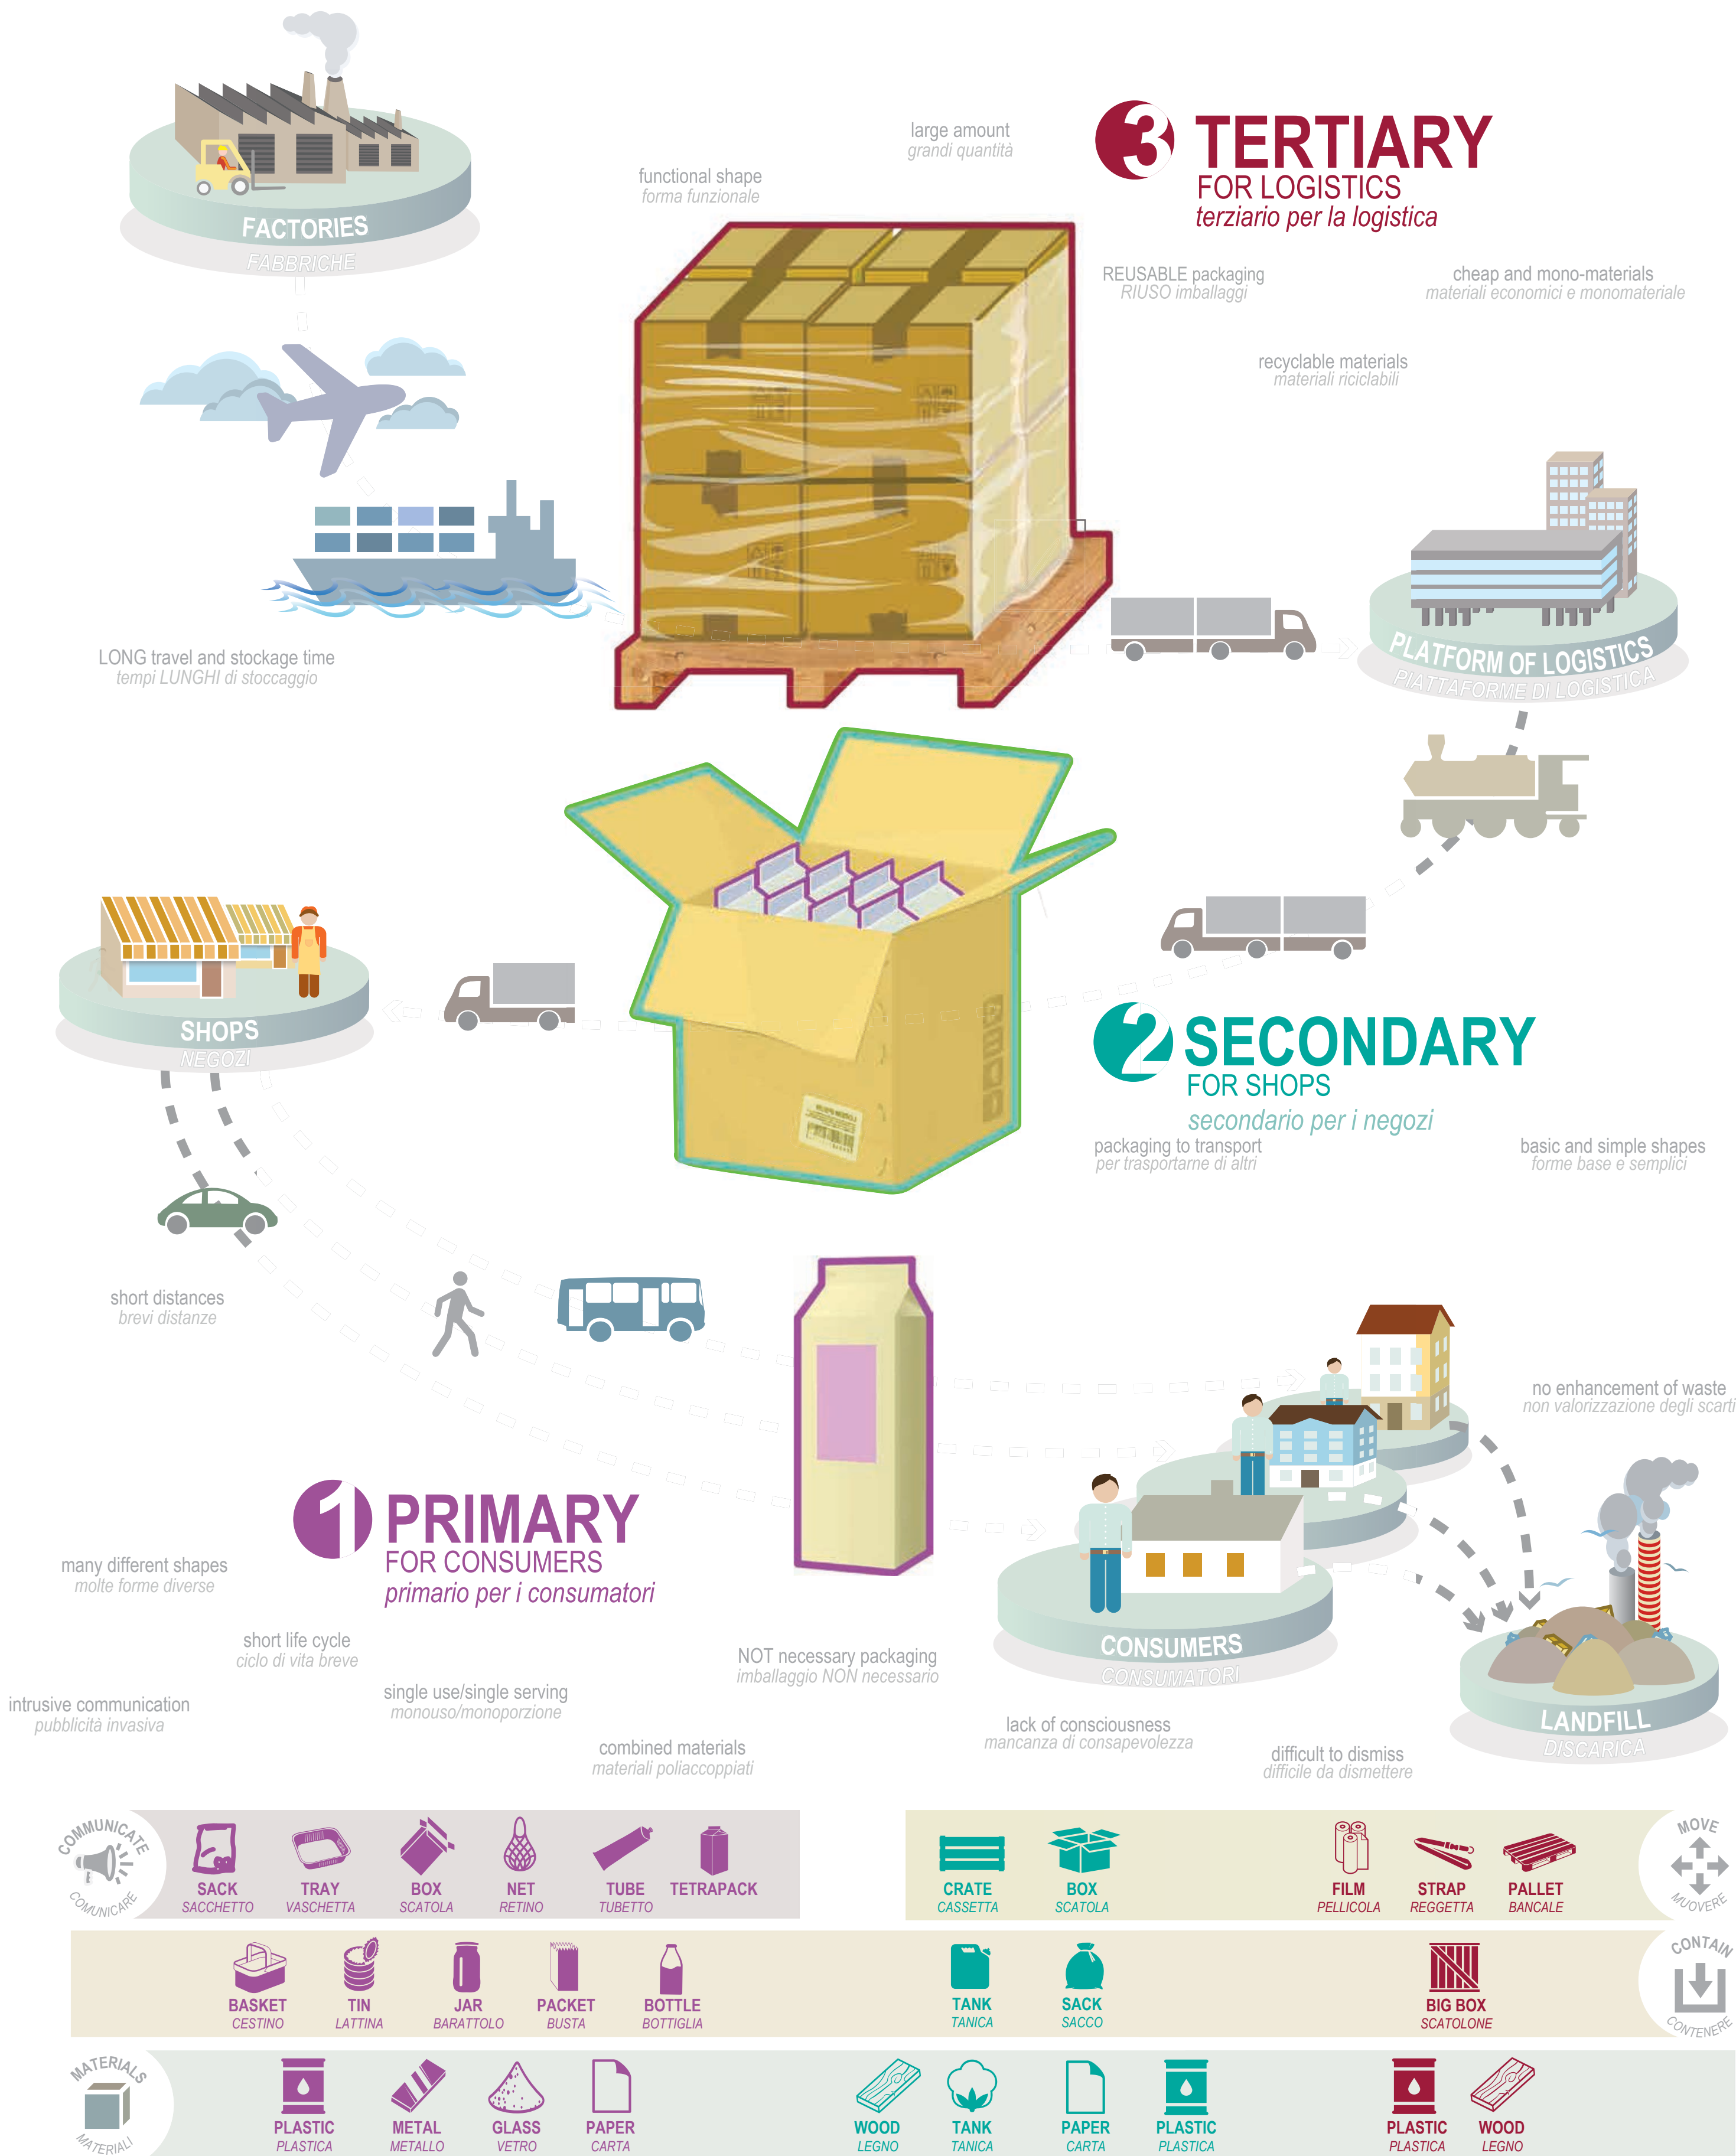 large amount
grandi quantità
functional shape
forma funzionale
3 TERTIARY
FOR LOGISTICS
terziario per la logistica
FACTORIES
FABBRICHE
REUSABLE packaging
RIUSO imballaggi
cheap and mono-materials
materiali economici e monomateriale
recyclable materials
materiali riciclabili
LONG travel and stockage time
tempi LUNGHI di stoccaggio
PLATFORM OF LOGISTICS
PIATTAFORME DI LOGISTICA
SHOPS
NEGOZI
2 SECONDARY
FOR SHOPS
secondario per i negozi
packaging to transport
per trasportarne di altri
basic and simple shapes
forme base e semplici
short distances
brevi distanze
no enhancement of waste
non valorizzazione degli scarti
1 PRIMARY
FOR CONSUMERS
primario per i consumatori
many different shapes
molte forme diverse
short life cycle
ciclo di vita breve
NOT necessary packaging
imballaggio NON necessario
CONSUMERS
CONSUMATORI
intrusive communication
pubblicità invasiva
single use/single serving
monouso/monoporzione
lack of consciousness
mancanza di consapevolezza
LANDFILL
DISCARICA
combined materials
materiali poliaccoppiati
difficult to dismiss
difficile da dismettere
COMMUNICATE
COMUNICARE
SACK
SACCHETTO
TRAY
VASCHETTA
BOX
SCATOLA
NET
RETINO
TUBE
TUBETTO
TETRAPACK
CRATE
CASSETTA
BOX
SCATOLA
FILM
PELLICOLA
STRAP
REGGETTA
PALLET
BANCALE
MOVE
MUOVERE
BASKET
CESTINO
TIN
LATTINA
JAR
BARATTOLO
PACKET
BUSTA
BOTTLE
BOTTIGLIA
TANK
TANICA
SACK
SACCO
BIG BOX
SCATOLONE
CONTAIN
CONTENERE
MATERIALS
MATERIALI
PLASTIC
PLASTICA
METAL
METALLO
GLASS
VETRO
PAPER
CARTA
WOOD
LEGNO
TANK
TANICA
PAPER
CARTA
PLASTIC
PLASTICA
PLASTIC
PLASTICA
WOOD
LEGNO